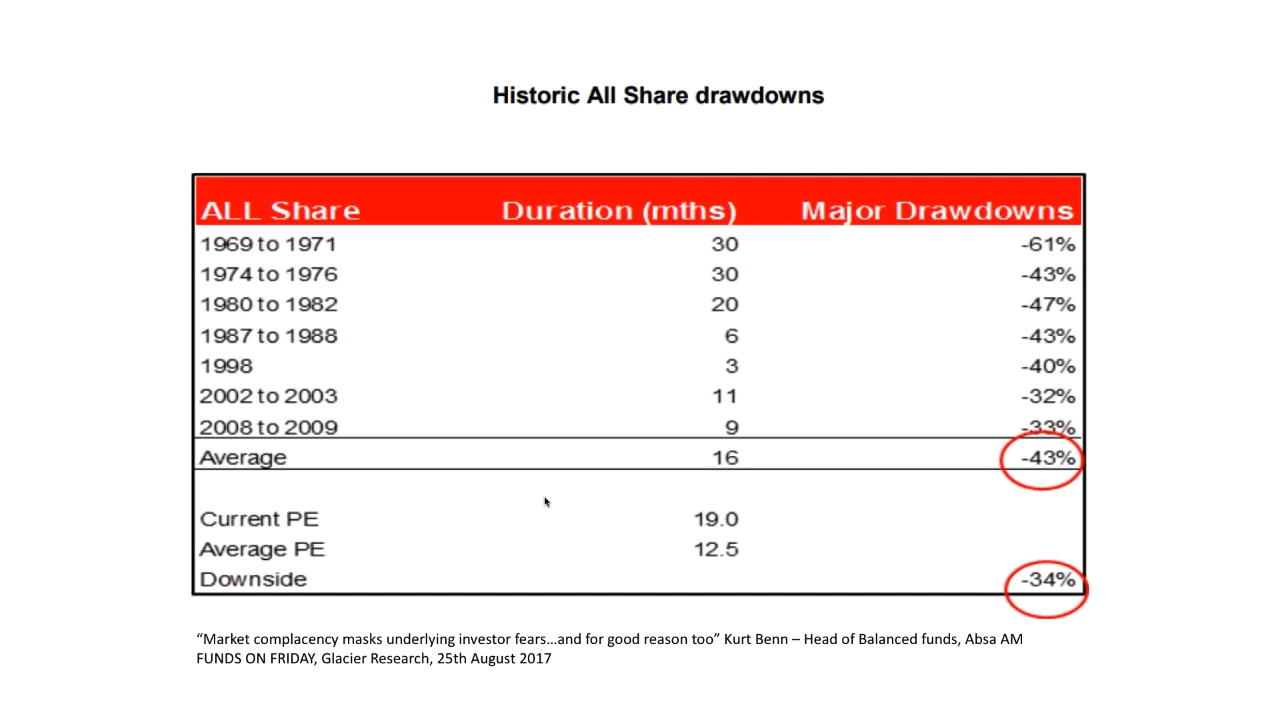 Historic All Share drawdowns
ALL Share Duration (mths) Major Drawdowns
1969 to 1971 30 -61%
1974 to 1976 30 -43%
1980 to 1982 20 -47%
1987 to 1988 6 -43%
1998 3 -40%
2002 to 2003 11 -32%
2008 to 2009 9 -33%
Average 16 -43%
Current PE 19.0
Average PE 12.5
Downside -34%
“Market complacency masks underlying investor fears…and for good reason too” Kurt Benn – Head of Balanced funds, Absa AM
FUNDS ON FRIDAY, Glacier Research, 25th August 2017